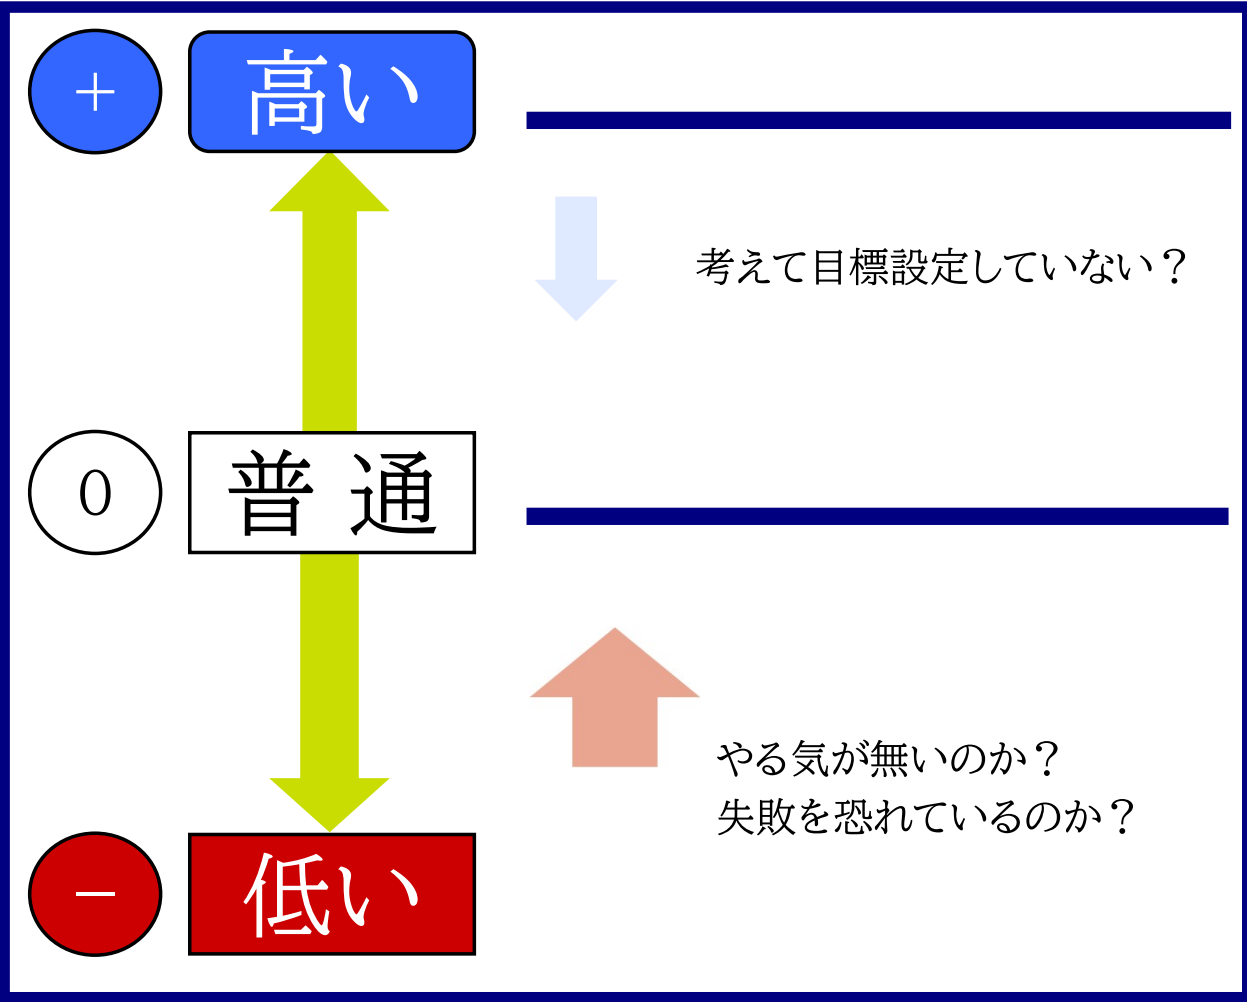 ＋ 高い
考えて目標設定していない？
０ 普 通
やる気が無いのか？
失敗を恐れているのか？
－ 低い